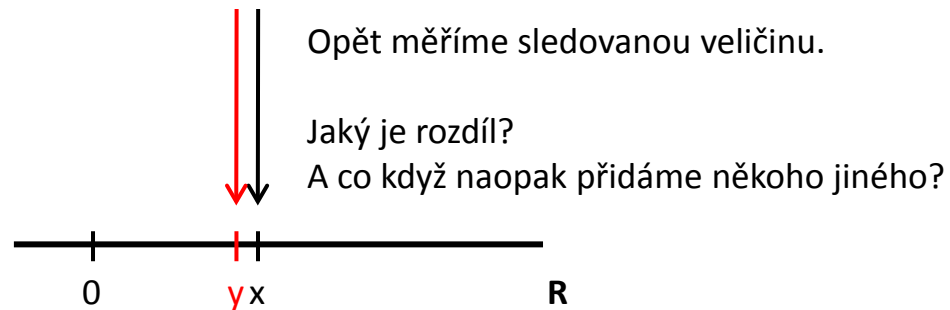 Opět měříme sledovanou veličinu.
Jaký je rozdíl?
A co když naopak přidáme někoho jiného?
0 y x R